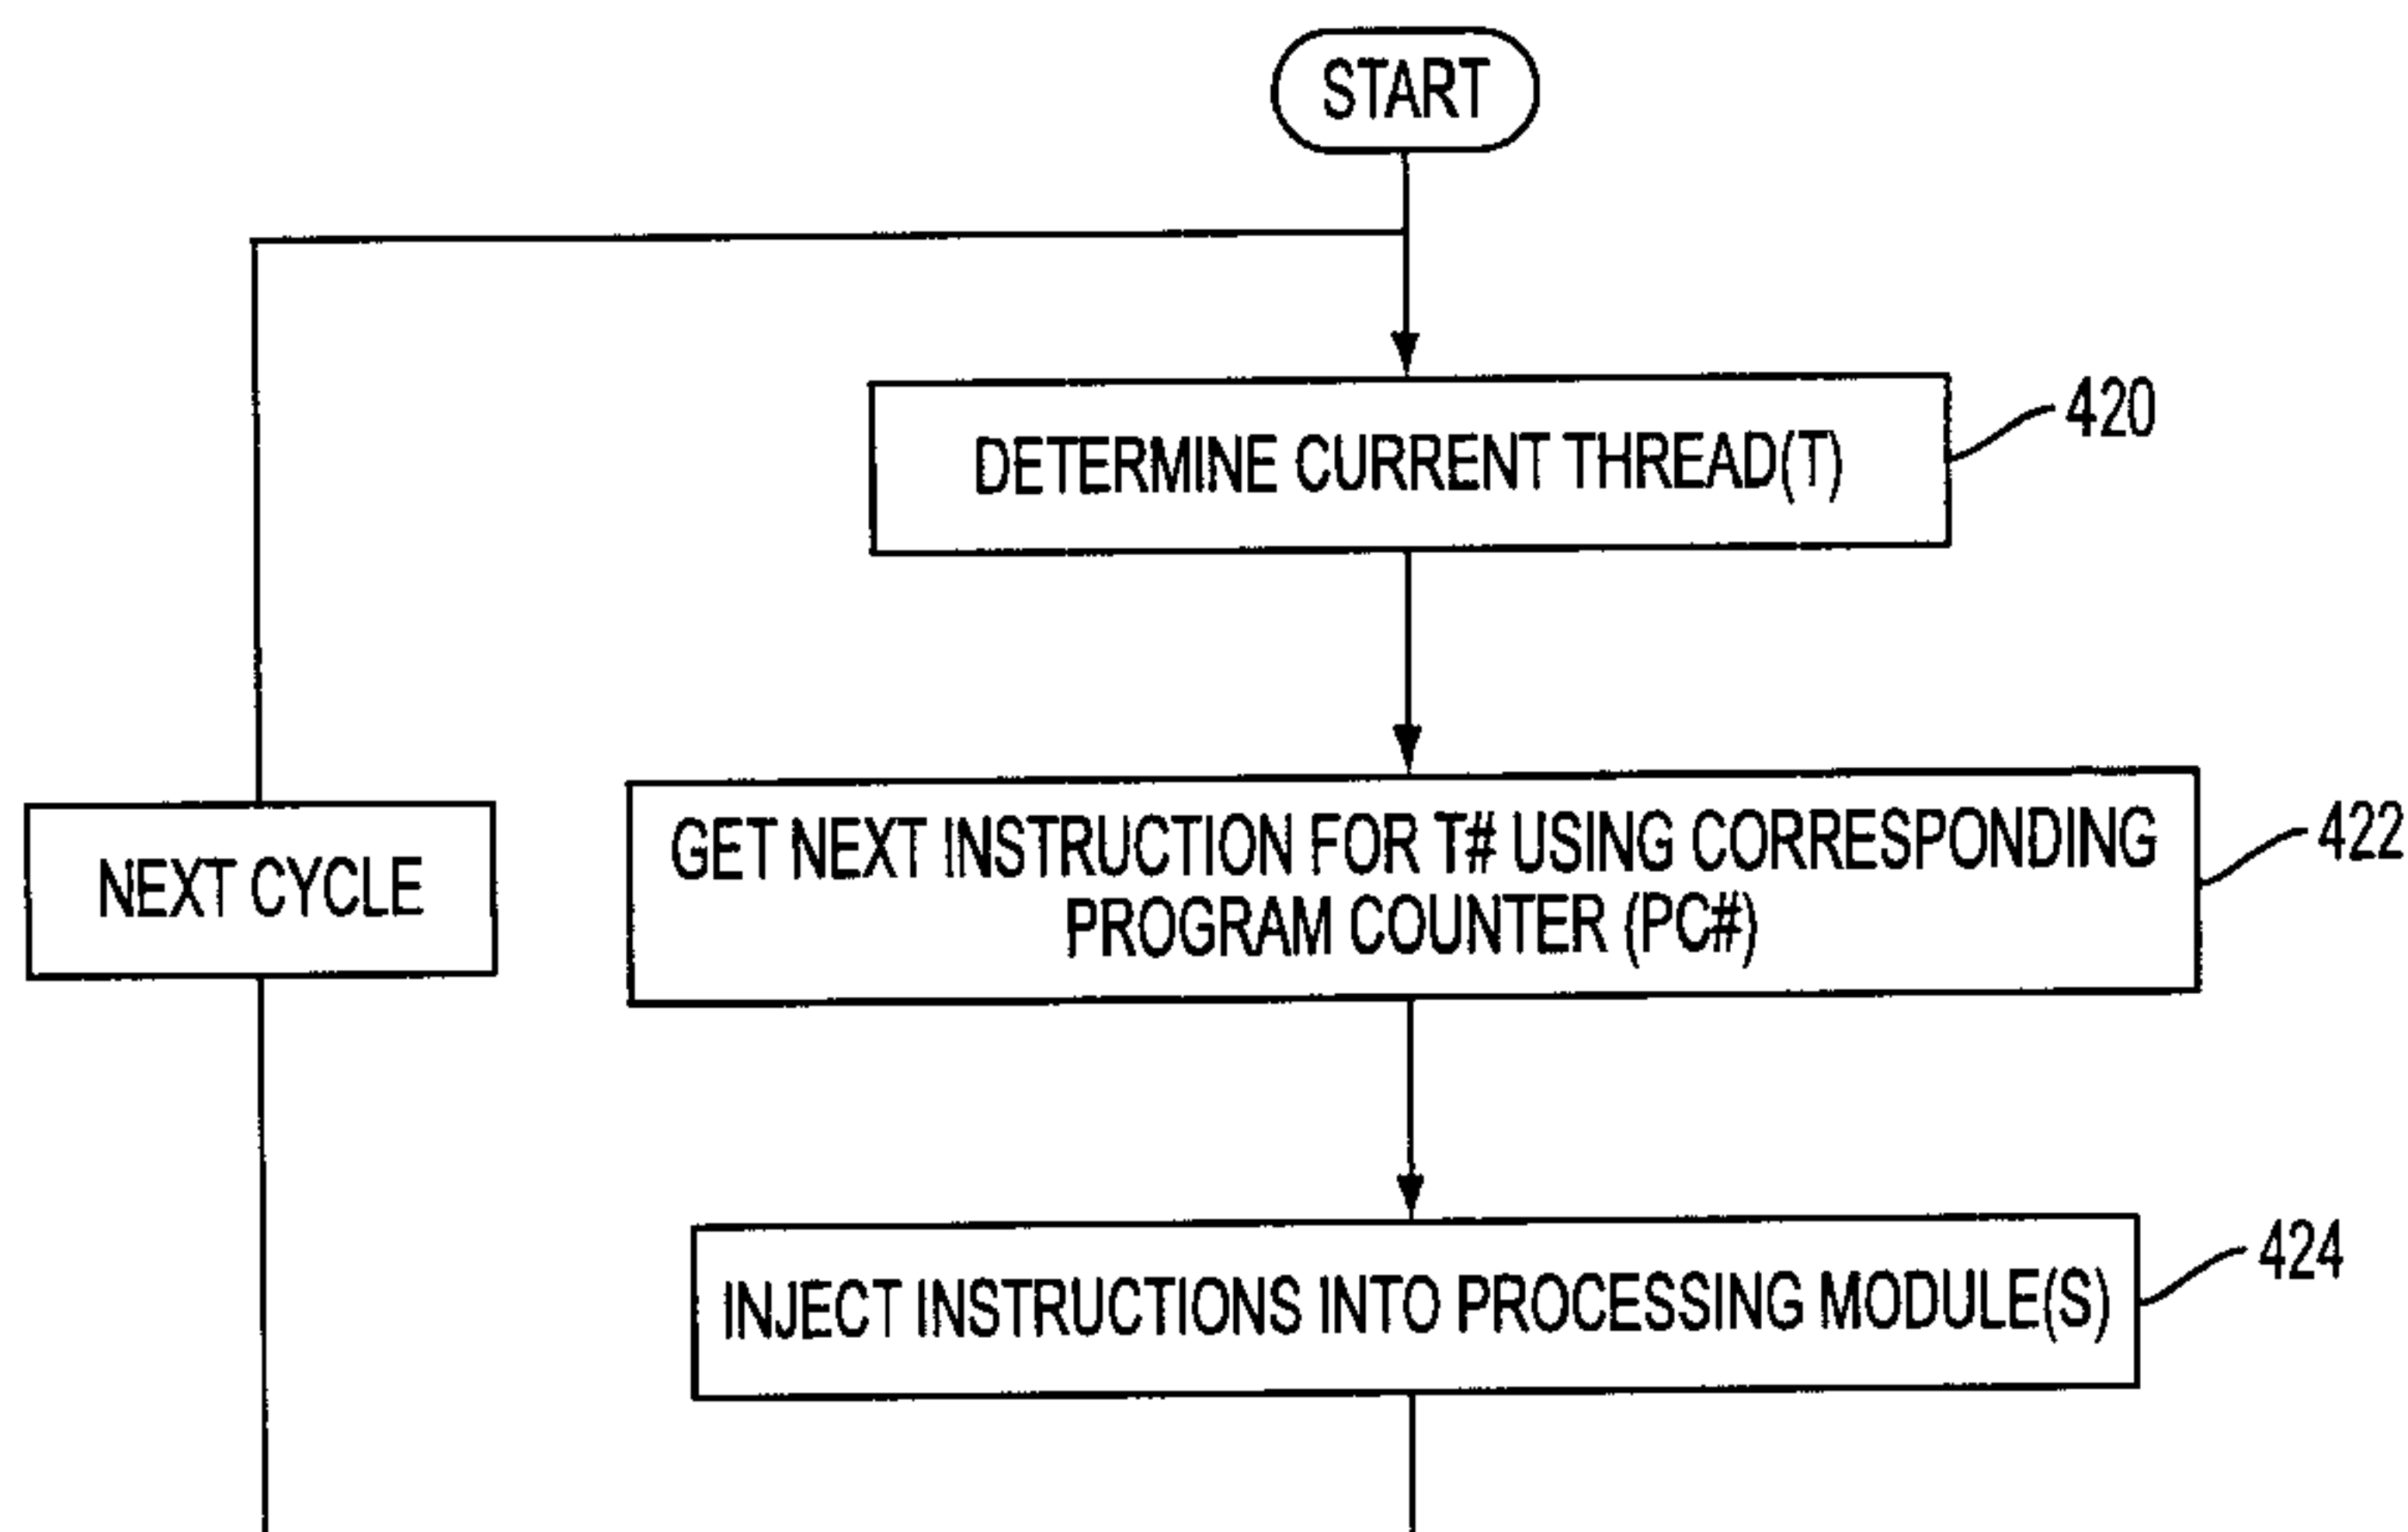 START
DETERMINE CURRENT THREAD(T)
420
GET NEXT INSTRUCTION FOR T# USING CORRESPONDING
PROGRAM COUNTER (PC#)
422
NEXT CYCLE
INJECT INSTRUCTIONS INTO PROCESSING MODULE(S)
424